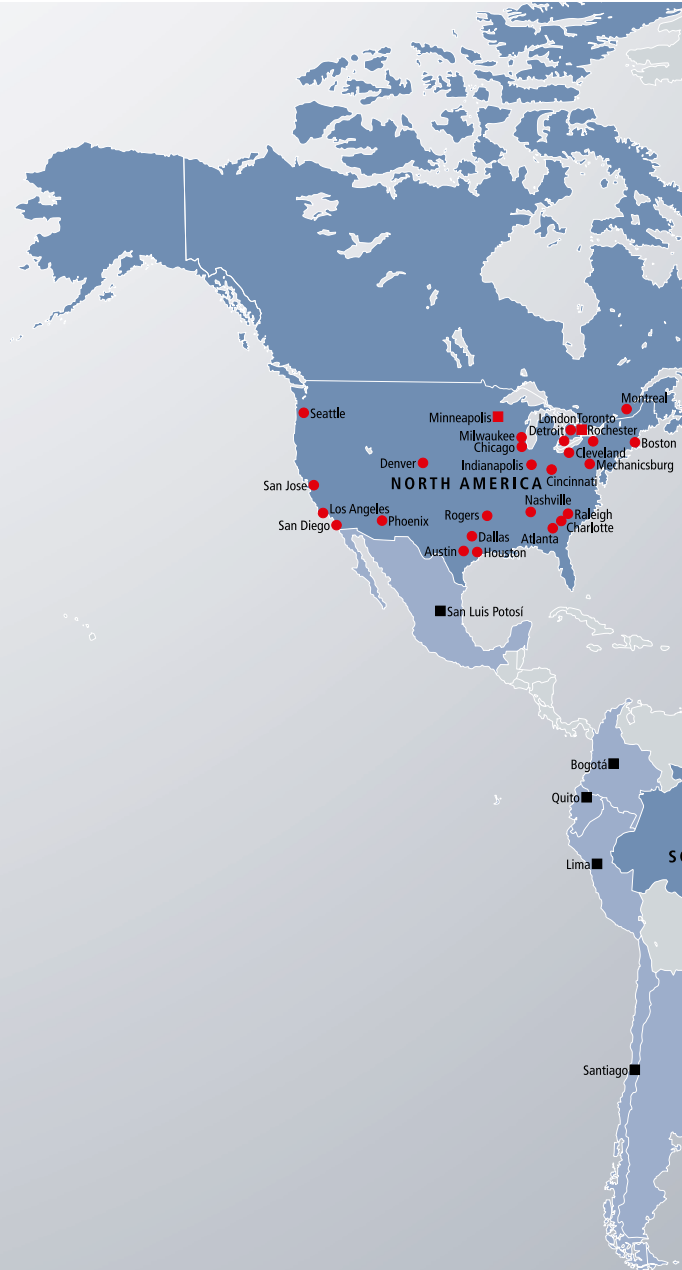 Montreal
Seattle
Minneapolis
London
Toronto
Detroit
Rochester
Milwaukee
Boston
Chicago
Cleveland
Denver
Indianapolis
Mechanicsburg
Cincinnati
NORTH AMERICA
San Jose
Nashville
Los Angeles
Rogers
Raleigh
San Diego
Phoenix
Charlotte
Dallas
Atlanta
Austin
Houston
San Luis Potosí
Bogotá
Quito
Lima
S
Santiago